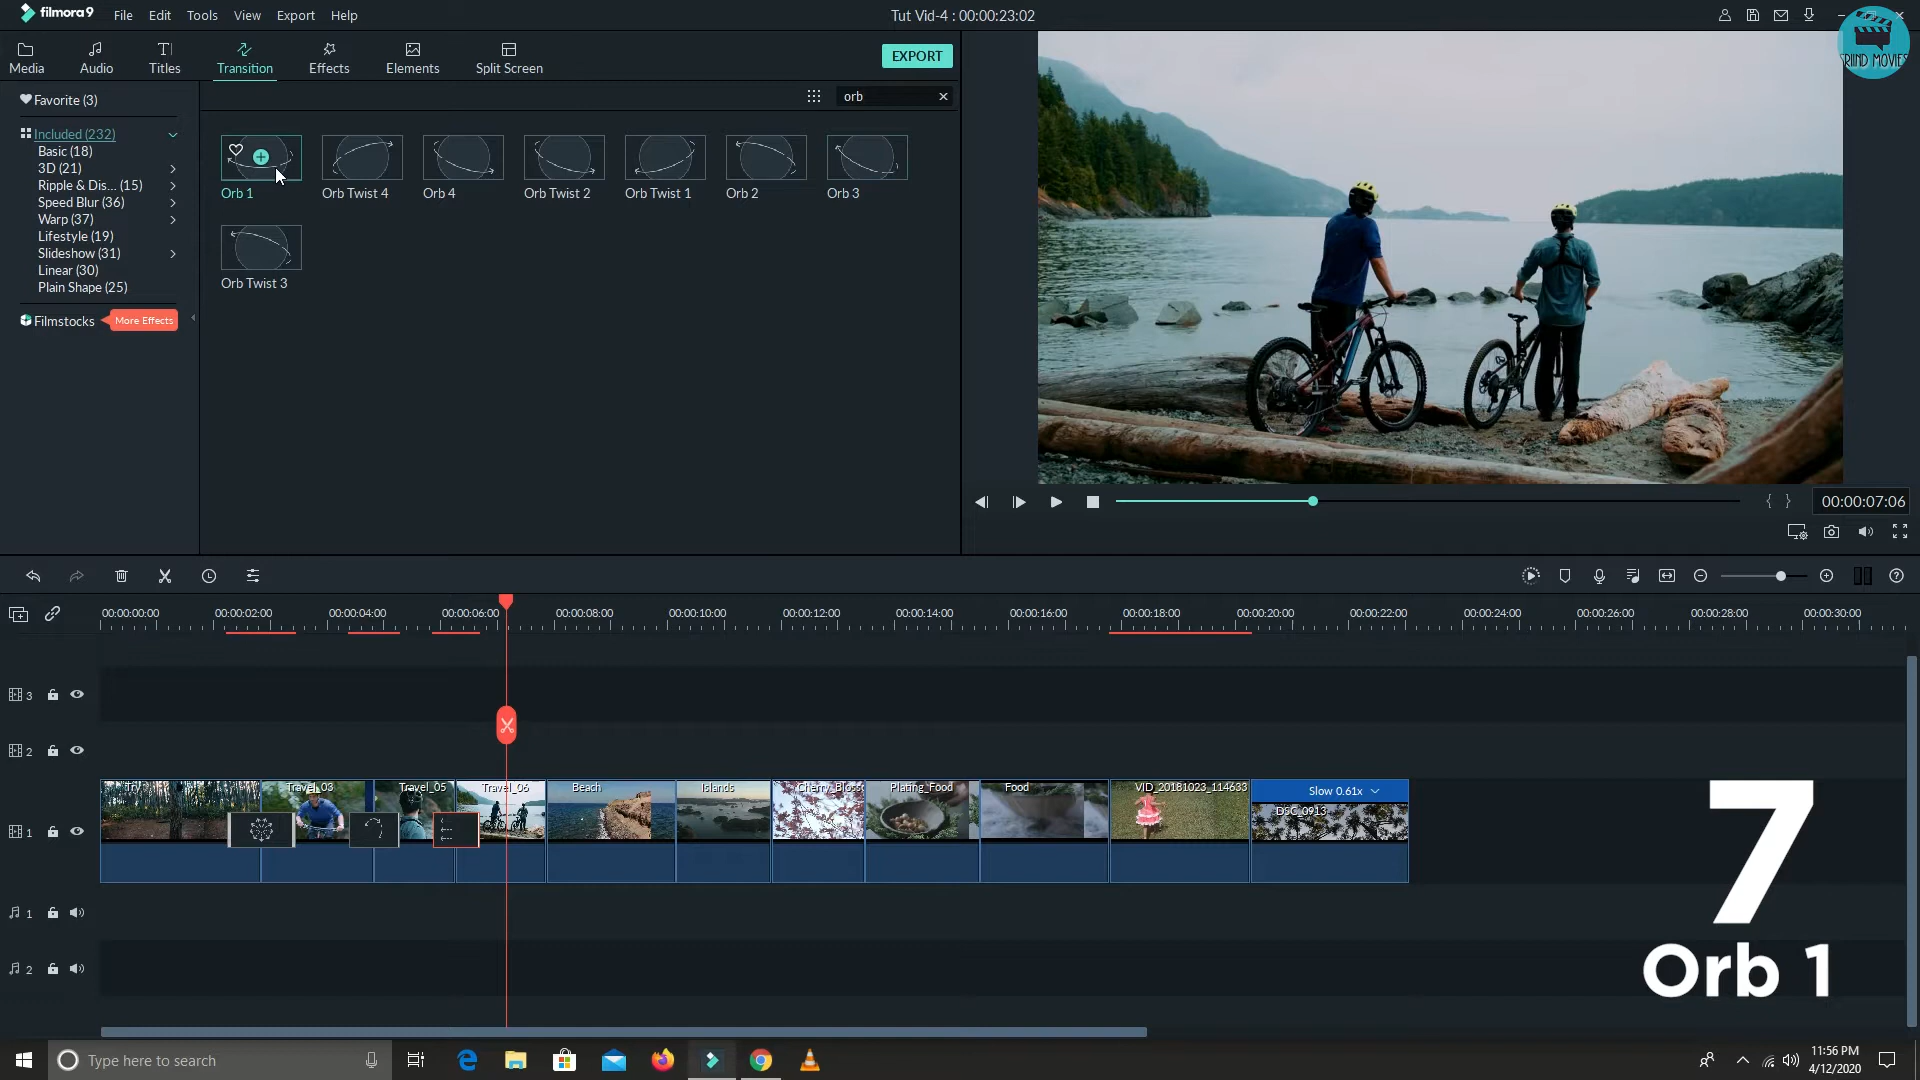 filmora9 File Edit Tools View Export Help Tut Vid-4 : 00:00:23:02
Media Audio Titles Transition Effects Elements Split Screen EXPORT
Favorite (3)
orb
Included (232)
Basic (18)
3D (21)
Ripple & Dis... (15)
Speed Blur (36)
Warp (37)
Lifestyle (19)
Slideshow (31)
Linear (30)
Plain Shape (25)
Filmstocks More Effects
Orb 1 Orb Twist 4 Orb 4 Orb Twist 2 Orb Twist 1 Orb 2 Orb 3
Orb Twist 3
00:00:07:06
00:00:00:00 00:00:02:00 00:00:04:00 00:00:06:00 00:00:08:00 00:00:10:00 00:00:12:00 00:00:14:00 00:00:16:00 00:00:18:00 00:00:20:00 00:00:22:00 00:00:24:00 00:00:26:00 00:00:28:00 00:00:30:00
3
2
Try Travel_03 Travel_05 Travel_06 Beach Islands Cherry_Bloss Plating_Food Food VID_20181023_114633 Slow 0.61x
DSC_0913
1
1
2
7
Orb 1
Type here to search
11:56 PM
4/12/2020